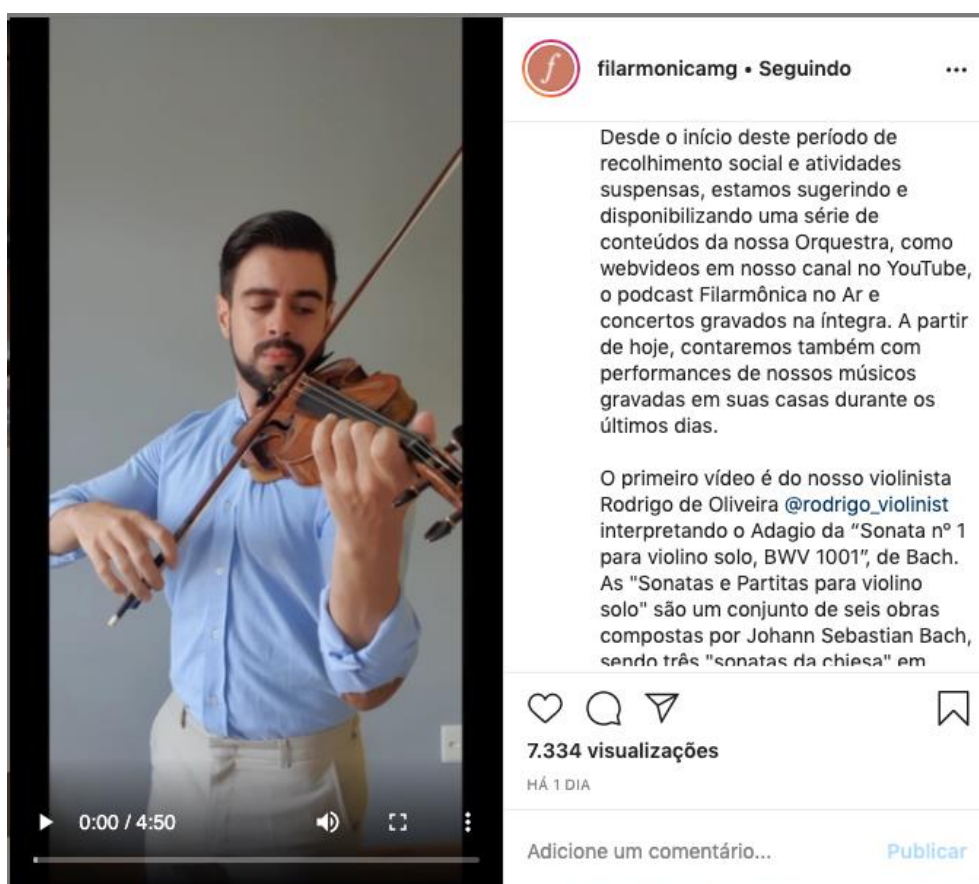 f
filarmonicamg • Seguindo
...
Desde o início deste período de
recolhimento social e atividades
suspensas, estamos sugerindo e
disponibilizando uma série de
conteúdos da nossa Orquestra, como
webvideos em nosso canal no YouTube,
o podcast Filarmônica no Ar e
concertos gravados na íntegra. A partir
de hoje, contaremos também com
performances de nossos músicos
gravadas em suas casas durante os
últimos dias.
O primeiro vídeo é do nosso violinista
Rodrigo de Oliveira @rodrigo_violinist
interpretando o Adagio da “Sonata nº 1
para violino solo, BWV 1001”, de Bach.
As "Sonatas e Partitas para violino
solo" são um conjunto de seis obras
compostas por Johann Sebastian Bach,
sendo três "sonatas da chiesa" em
7.334 visualizações
HÁ 1 DIA
Adicione um comentário... Publicar
0:00 / 4:50